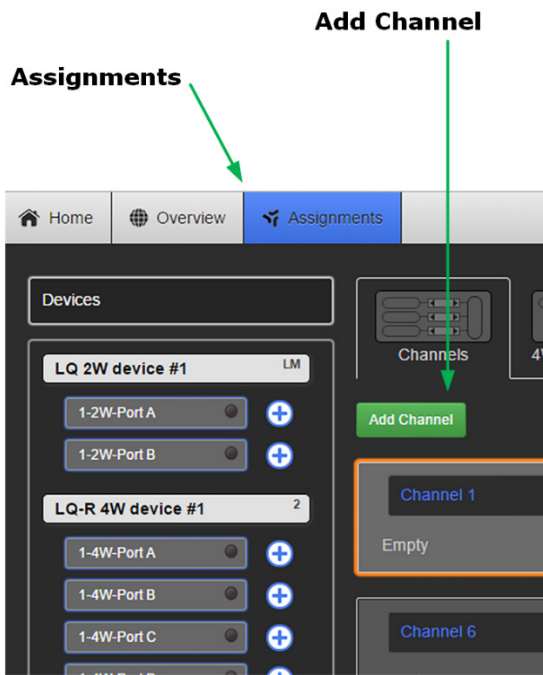 Add Channel
Assignments
Home
Overview
Assignments
Devices
Channels
LQ 2W device #1
LM
1-2W-Port A
1-2W-Port B
Add Channel
LQ-R 4W device #1
2
Channel 1
Empty
1-4W-Port A
1-4W-Port B
1-4W-Port C
Channel 6